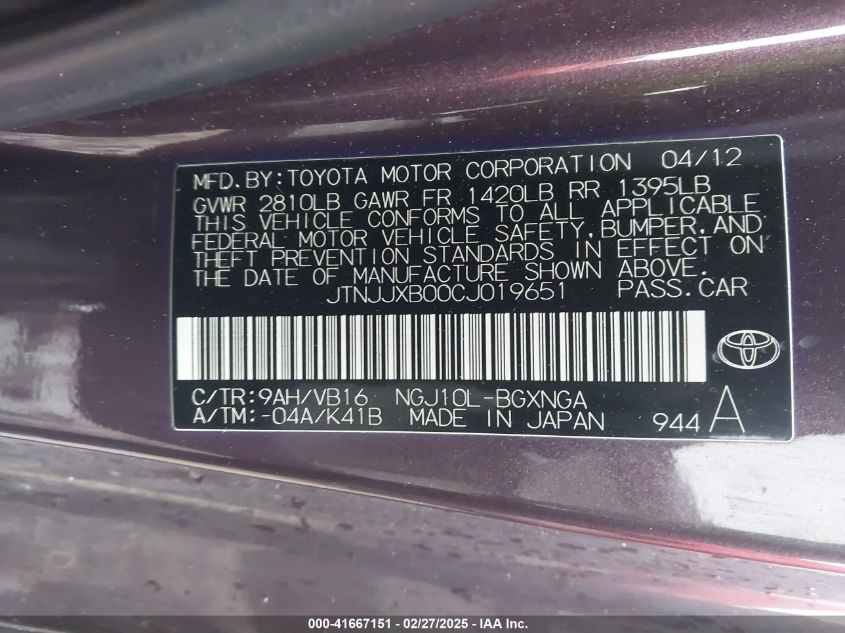 MFD.BY:TOYOTA MOTOR CORPORATION 04/12
GVWR 2810LB GAWR FR 1420LB RR 1395LB
THIS VEHICLE CONFORMS TO ALL APPLICABLE
FEDERAL MOTOR VEHICLE SAFETY,BUMPER,AND
THEFT PREVENTION STANDARDS IN EFFECT ON
THE DATE OF MANUFACTURE SHOWN ABOVE.
JTNJJXB00CJ019651 PASS.CAR
C/TR:9AH/VB16 NGJ10L-BGXNGA
A/TM:-04A/K41B MADE IN JAPAN 944 A
000-41667151 - 02/27/2025 - IAA Inc.